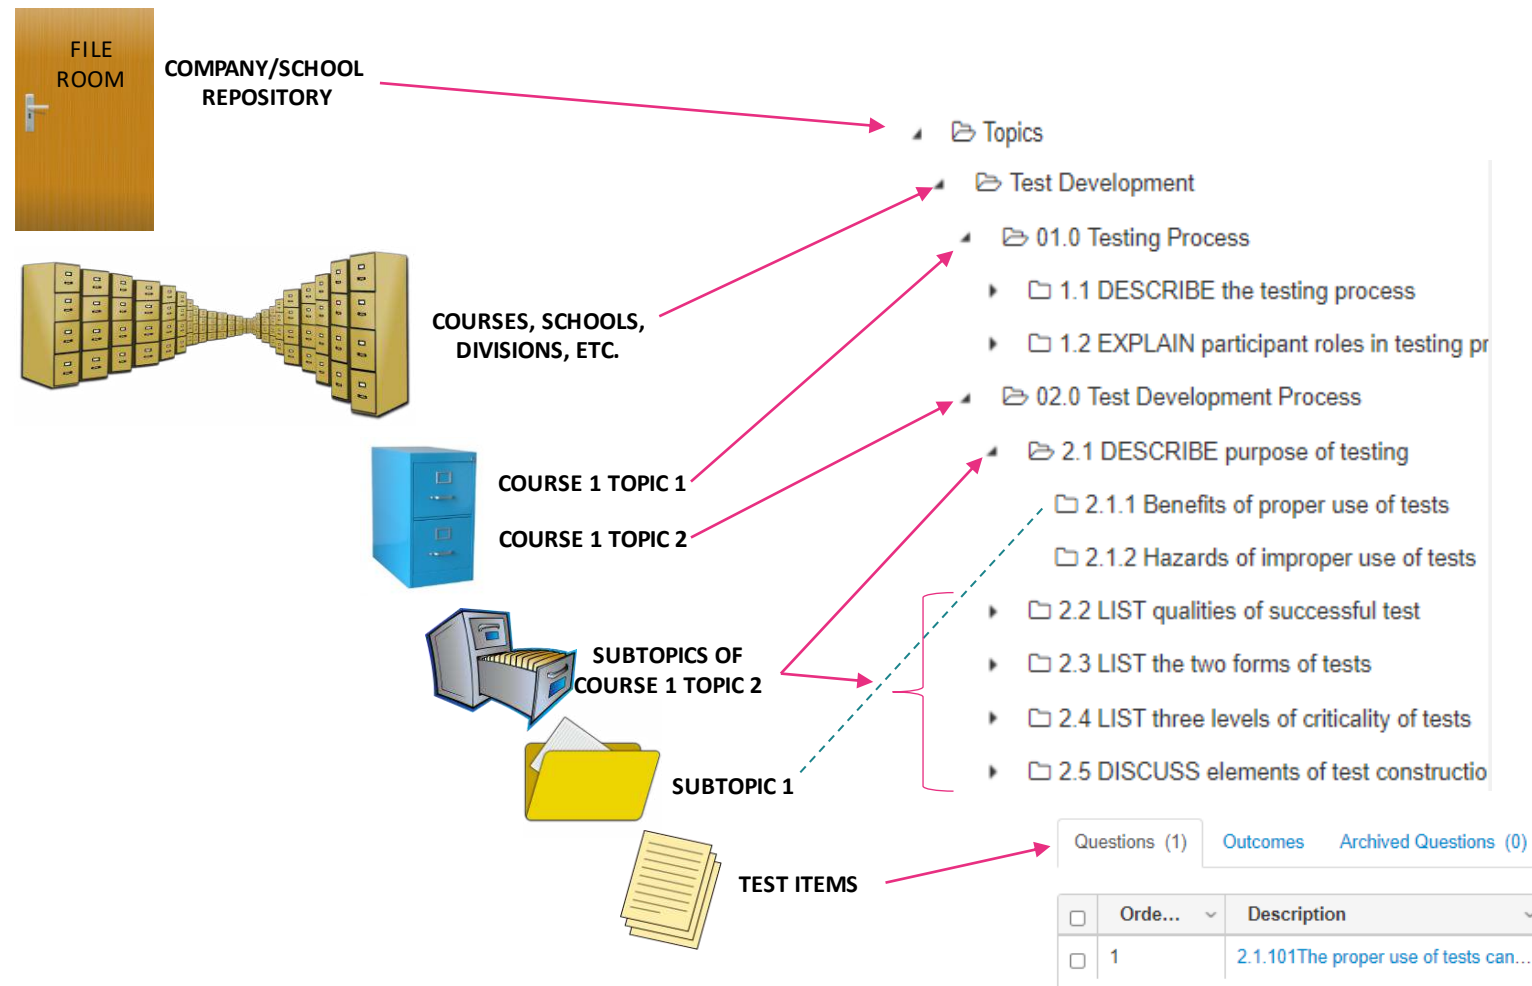 FILE
ROOM
COMPANY/SCHOOL
REPOSITORY
Topics
Test Development
01.0 Testing Process
1.1 DESCRIBE the testing process
COURSES, SCHOOLS,
DIVISIONS, ETC.
1.2 EXPLAIN participant roles in testing pr
02.0 Test Development Process
2.1 DESCRIBE purpose of testing
COURSE 1 TOPIC 1
2.1.1 Benefits of proper use of tests
COURSE 1 TOPIC 2
2.1.2 Hazards of improper use of tests
2.2 LIST qualities of successful test
SUBTOPICS OF
COURSE 1 TOPIC 2
2.3 LIST the two forms of tests
2.4 LIST three levels of criticality of tests
2.5 DISCUSS elements of test constructio
SUBTOPIC 1
Questions (1) Outcomes Archived Questions (0)
TEST ITEMS
Orde... Description
1 2.1.101The proper use of tests can...